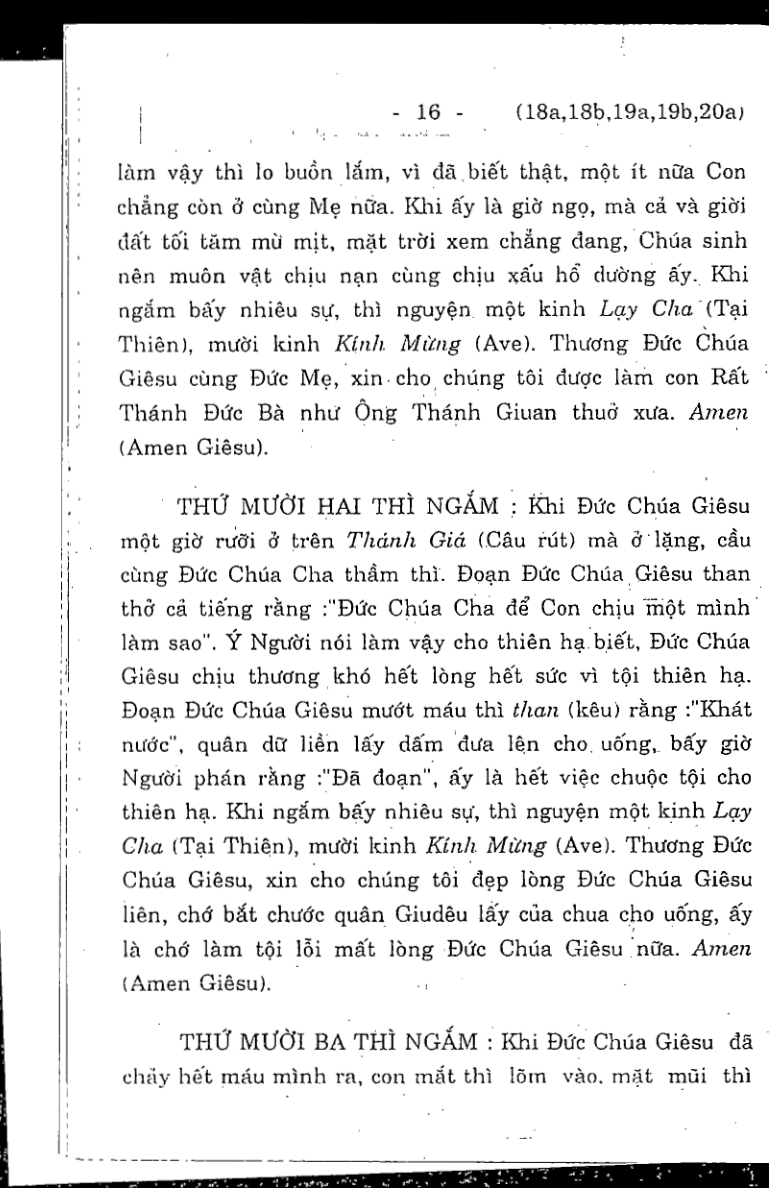 - 16 - (18a,18b,19a,19b,20a)
làm vậy thì lo buồn lắm, vì đã biết thật, một ít nữa Con
chẳng còn ở cùng Mẹ nữa. Khi ấy là giờ ngọ, mà cả và giời
đất tối tăm mù mịt, mặt trời xem chẳng đang, Chúa sinh
nên muôn vật chịu nạn cùng chịu xấu hổ dường ấy. Khi
ngắm bấy nhiêu sự, thì nguyện một kinh Lạy Cha (Tại
Thiên), mười kinh Kính Mừng (Ave). Thương Đức Chúa
Giêsu cùng Đức Mẹ, xin cho chúng tôi được làm con Rất
Thánh Đức Bà như Ông Thánh Giuan thuở xưa. Amen
(Amen Giêsu).
THỨ MƯỜI HAI THÌ NGẮM : Khi Đức Chúa Giêsu
một giờ rưỡi ở trên Thánh Giá (Câu rút) mà ở lặng, cầu
cùng Đức Chúa Cha thầm thì. Đoạn Đức Chúa Giêsu than
thở cả tiếng rằng :"Đức Chúa Cha để Con chịu một mình
làm sao". Ý Người nói làm vậy cho thiên hạ biết, Đức Chúa
Giêsu chịu thương khó hết lòng hết sức vì tội thiên hạ.
Đoạn Đức Chúa Giêsu mướt máu thì than (kêu) rằng :"Khát
nước", quân dữ liền lấy dấm đưa lên cho uống, bấy giờ
Người phán rằng :"Đã đoạn", ấy là hết việc chuộc tội cho
thiên hạ. Khi ngắm bấy nhiêu sự, thì nguyện một kinh Lạy
Cha (Tại Thiên), mười kinh Kính Mừng (Ave). Thương Đức
Chúa Giêsu, xin cho chúng tôi đẹp lòng Đức Chúa Giêsu
liên, chớ bắt chước quân Giudêu lấy của chua cho uống, ấy
là chớ làm tội lỗi mất lòng Đức Chúa Giêsu nữa. Amen
(Amen Giêsu).
THỨ MƯỜI BA THÌ NGẮM : Khi Đức Chúa Giêsu đã
chảy hết máu mình ra, con mắt thì lõm vào, mặt mũi thì